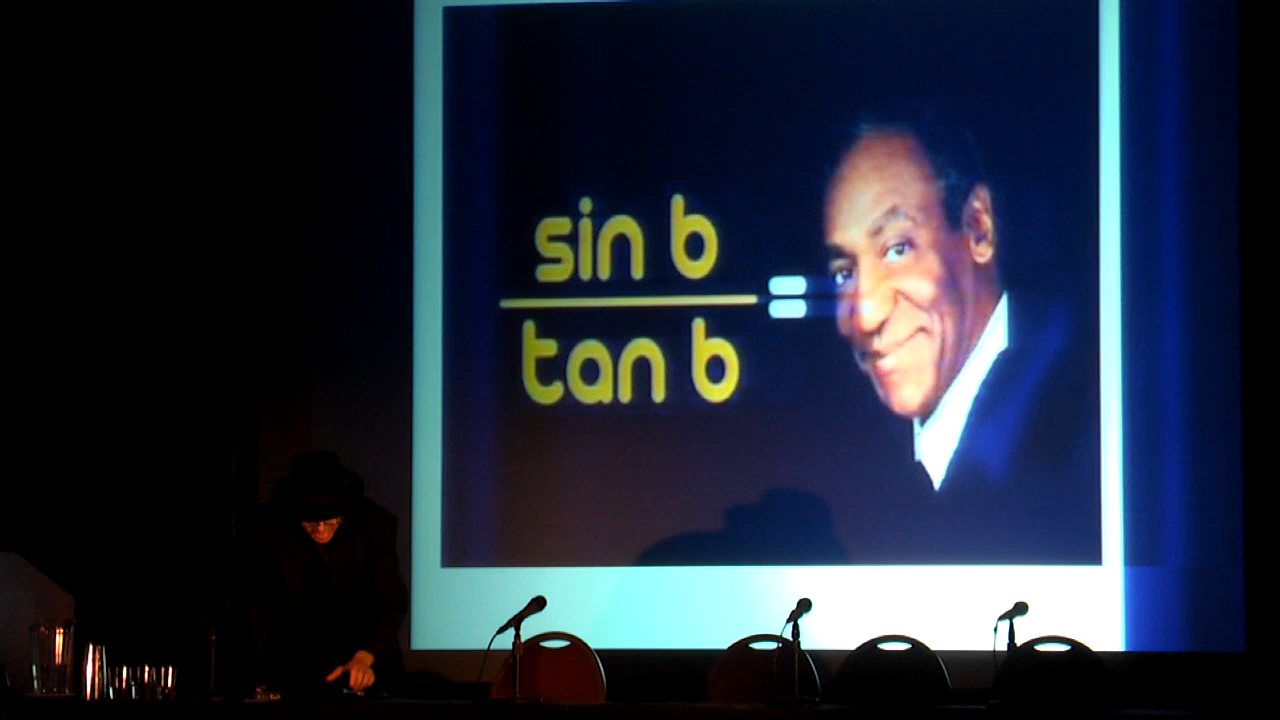 sin b
tan b
=